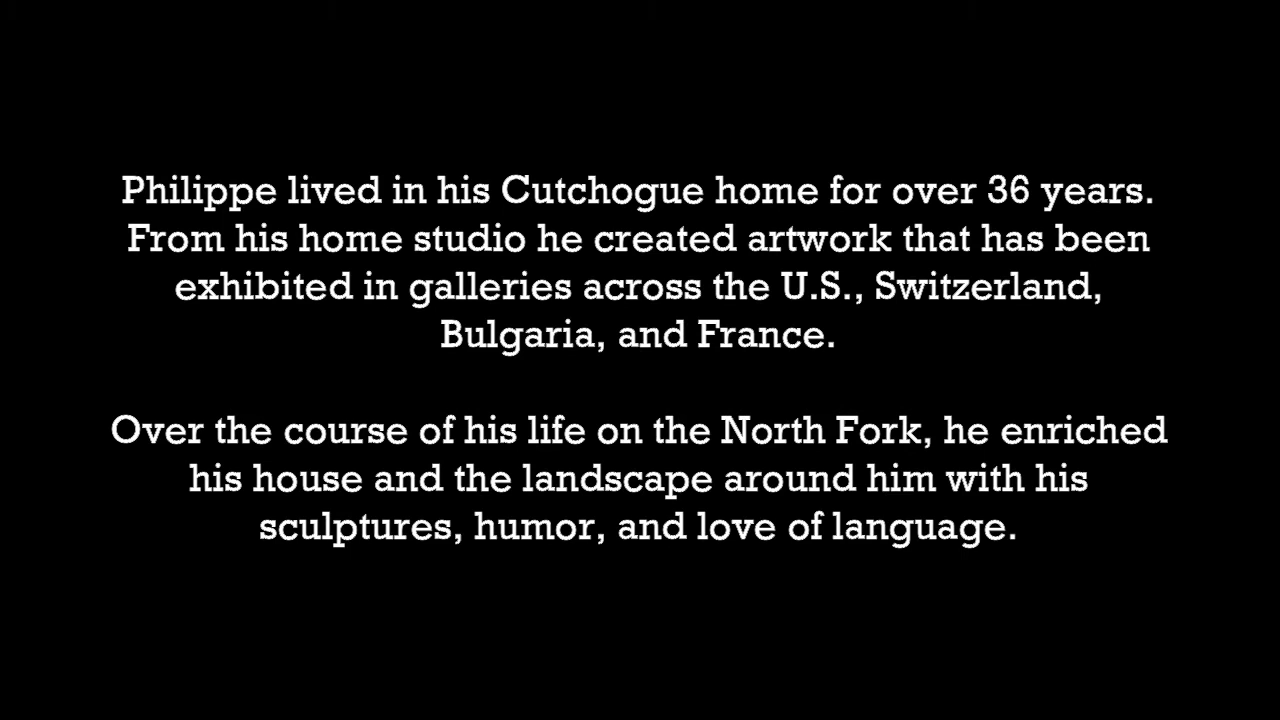 Philippe lived in his Cutchogue home for over 36 years.
From his home studio he created artwork that has been
exhibited in galleries across the U.S., Switzerland,
Bulgaria, and France.
Over the course of his life on the North Fork, he enriched
his house and the landscape around him with his
sculptures, humor, and love of language.